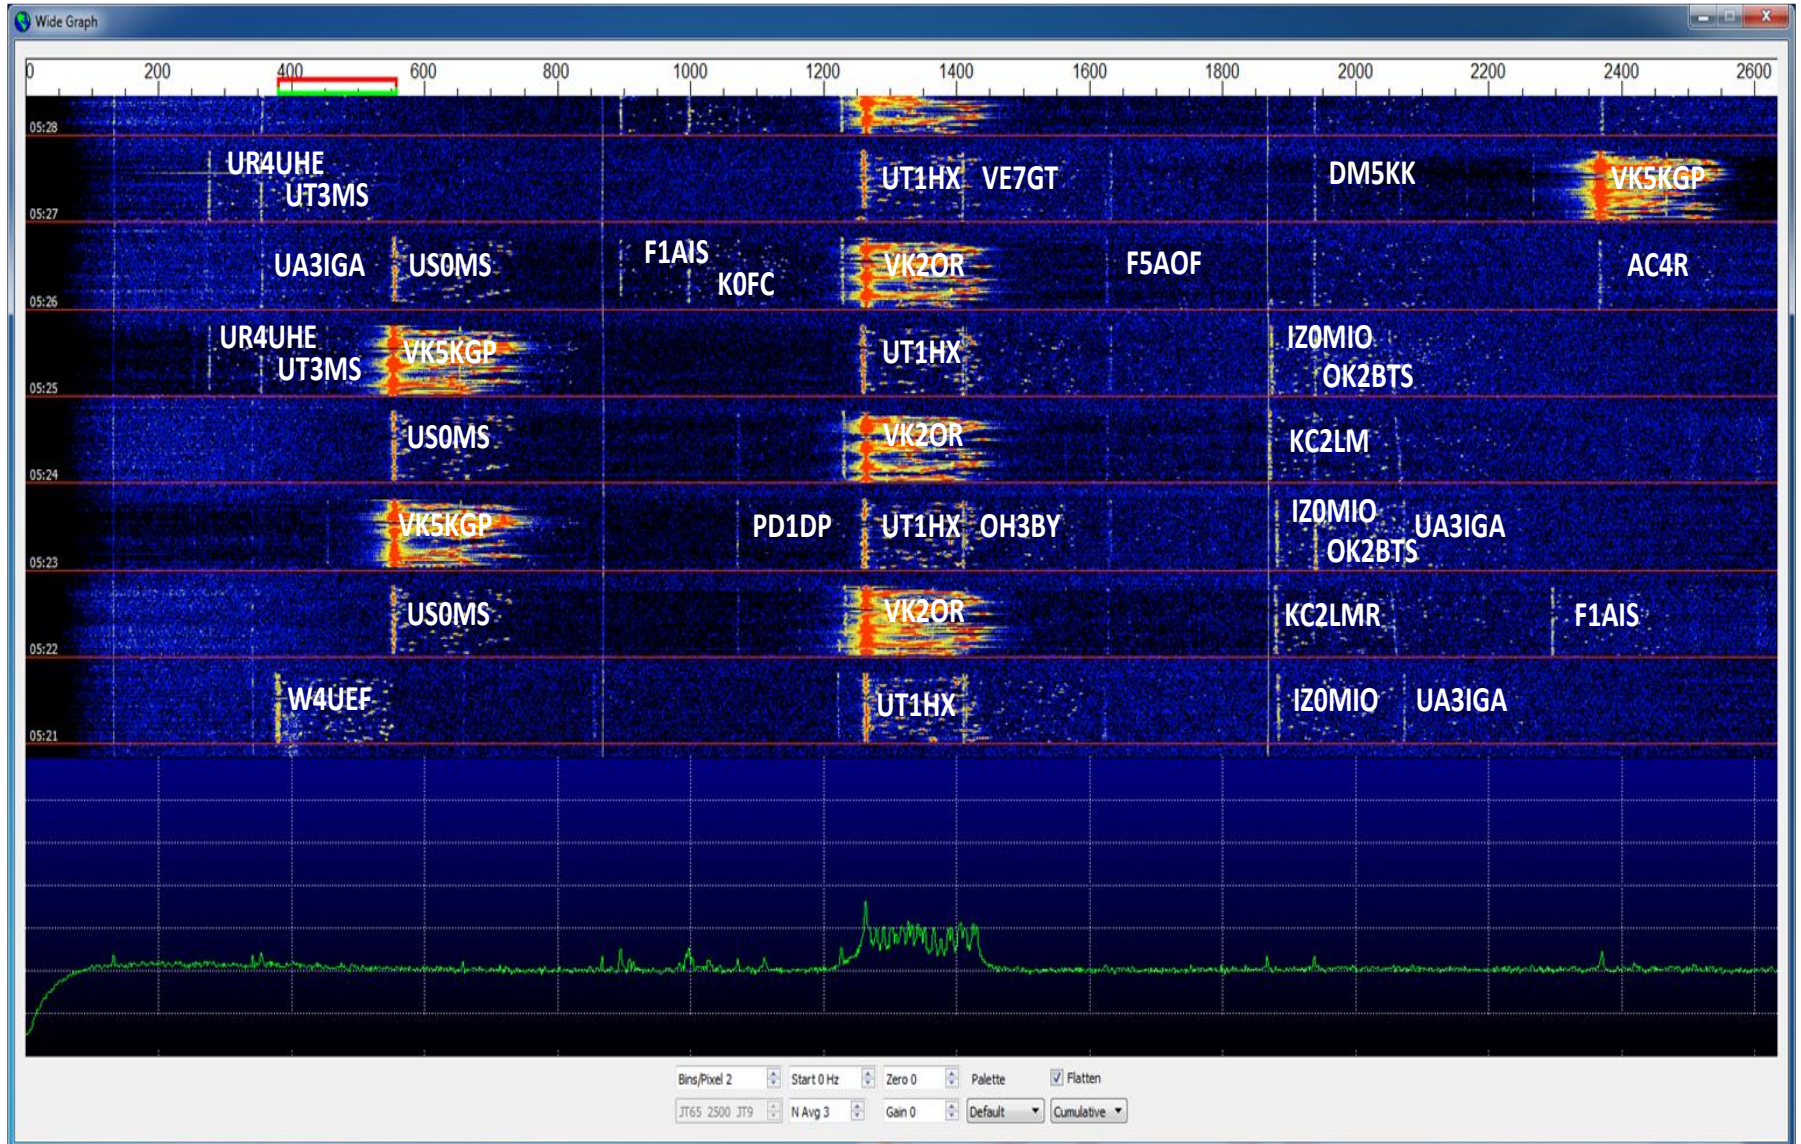 Wide Graph
0 200 400 600 800 1000 1200 1400 1600 1800 2000 2200 2400 2600
05:28
UR4UHE UT1HX VE7GT DM5KK VK5KGP
UT3MS
05:27
UA3IGA US0MS F1AIS VK2OR F5AOF AC4R
K0FC
05:26
UR4UHE VK5KGP UT1HX IZ0MIO
UT3MS OK2BTS
05:25
US0MS VK2OR KC2LM
05:24
VK5KGP PD1DP UT1HX OH3BY IZ0MIO UA3IGA
OK2BTS
05:23
US0MS VK2OR KC2LMR F1AIS
05:22
W4UEF UT1HX IZ0MIO UA3IGA
05:21
Bins/Pixel 2 Start 0 Hz Zero 0 Palette Flatten
JT65 2500 JT9 N Avg 3 Gain 0 Default Cumulative